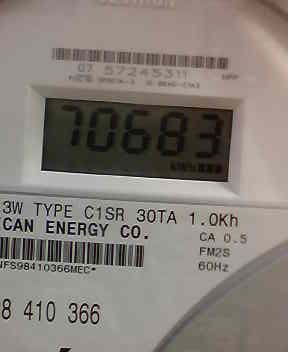 07 57245311
70683
3W TYPE C1SR 30TA 1.0Kh
CAN ENERGY CO. CA 0.5
FM2S
NFS98410366MEC* 60Hz
8 410 366